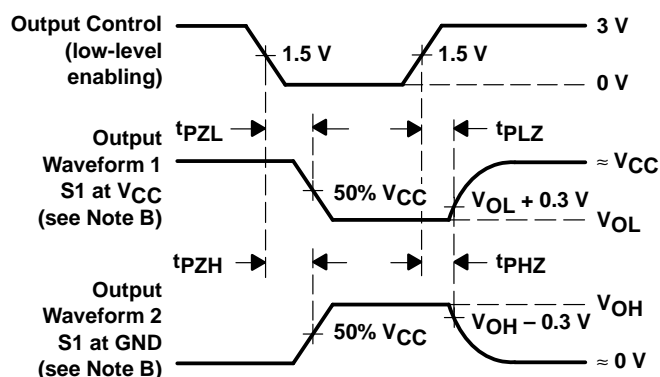 Output Control
(low-level
enabling)
1.5 V
1.5 V
3 V
0 V
tPZL
tPLZ
Output
Waveform 1
S1 at VCC
(see Note B)
50% VCC
≈ VCC
VOL + 0.3 V
VOL
tPZH
tPHZ
Output
Waveform 2
S1 at GND
(see Note B)
50% VCC
VOH
VOH − 0.3 V
≈ 0 V